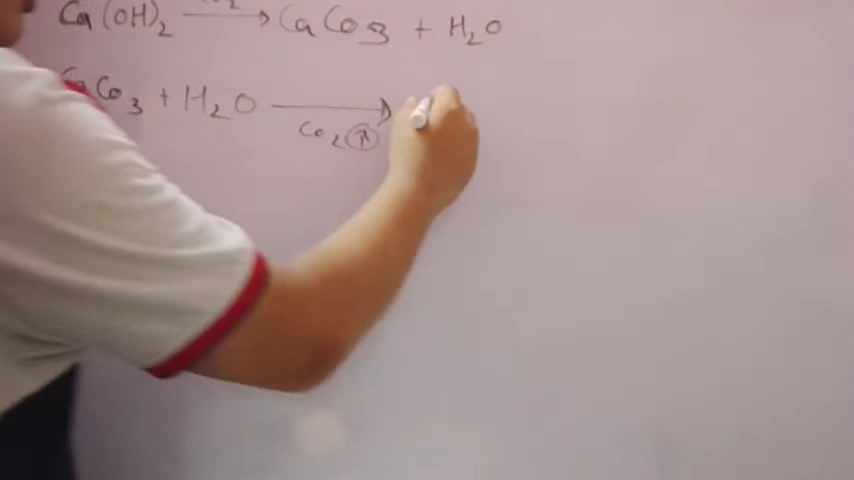 Ca(OH)₂ ⟶ CaCo₃ + H₂O
CaCo₃ + H₂O ⟶
Co₂(↑)